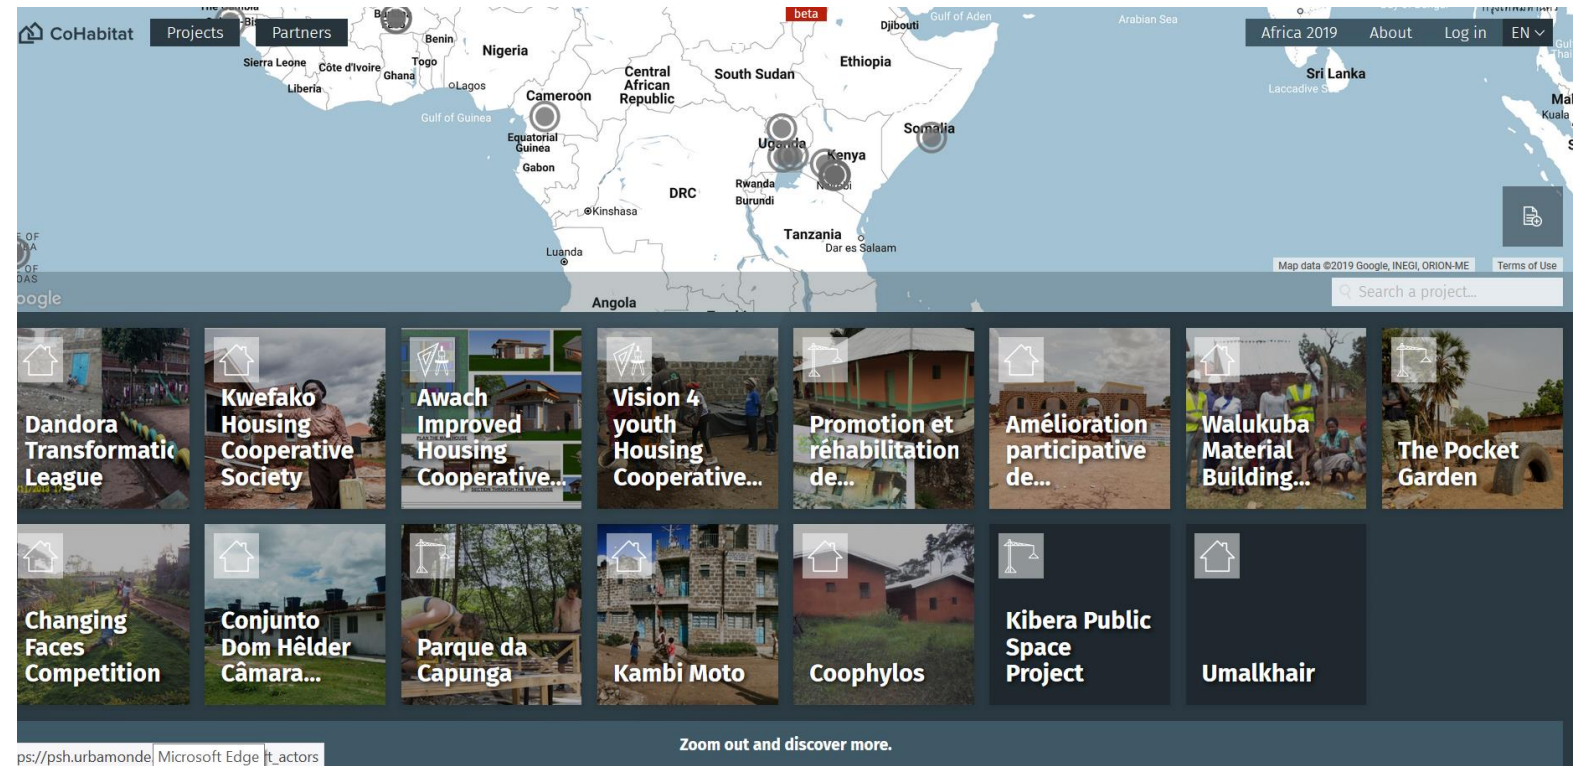 CoHabitat
Projects
Partners
beta
Africa 2019
About
Log in
EN
Gulf of Aden
Arabian Sea
Djibouti
Benin
Nigeria
Sierra Leone
Côte d'Ivoire
Togo
Ghana
Liberia
Lagos
Central
African
Republic
South Sudan
Ethiopia
Sri Lanka
Cameroon
Gulf of Guinea
Equatorial
Guinea
Gabon
Somalia
Uganda
Kenya
Rwanda
Burundi
DRC
Kinshasa
Tanzania
Dar es Salaam
Luanda
Angola
Kuala
Map data ©2019 Google, INEGI, ORION-ME
Terms of Use
Search a project...
Dandora
Transformatic
League
Kwefako
Housing
Cooperative
Society
Awach
Improved
Housing
Cooperative...
Vision 4
youth
Housing
Cooperative...
Promotion et
réhabilitation
de...
Amélioration
participative
de...
Walukuba
Material
Building...
The Pocket
Garden
Changing
Faces
Competition
Conjunto
Dom Hêlder
Câmara...
Parque da
Capunga
Kambi Moto
Coophylos
Kibera Public
Space
Project
Umalkhair
Zoom out and discover more.
ps://psh.urbamonde
Microsoft Edge
t_actors